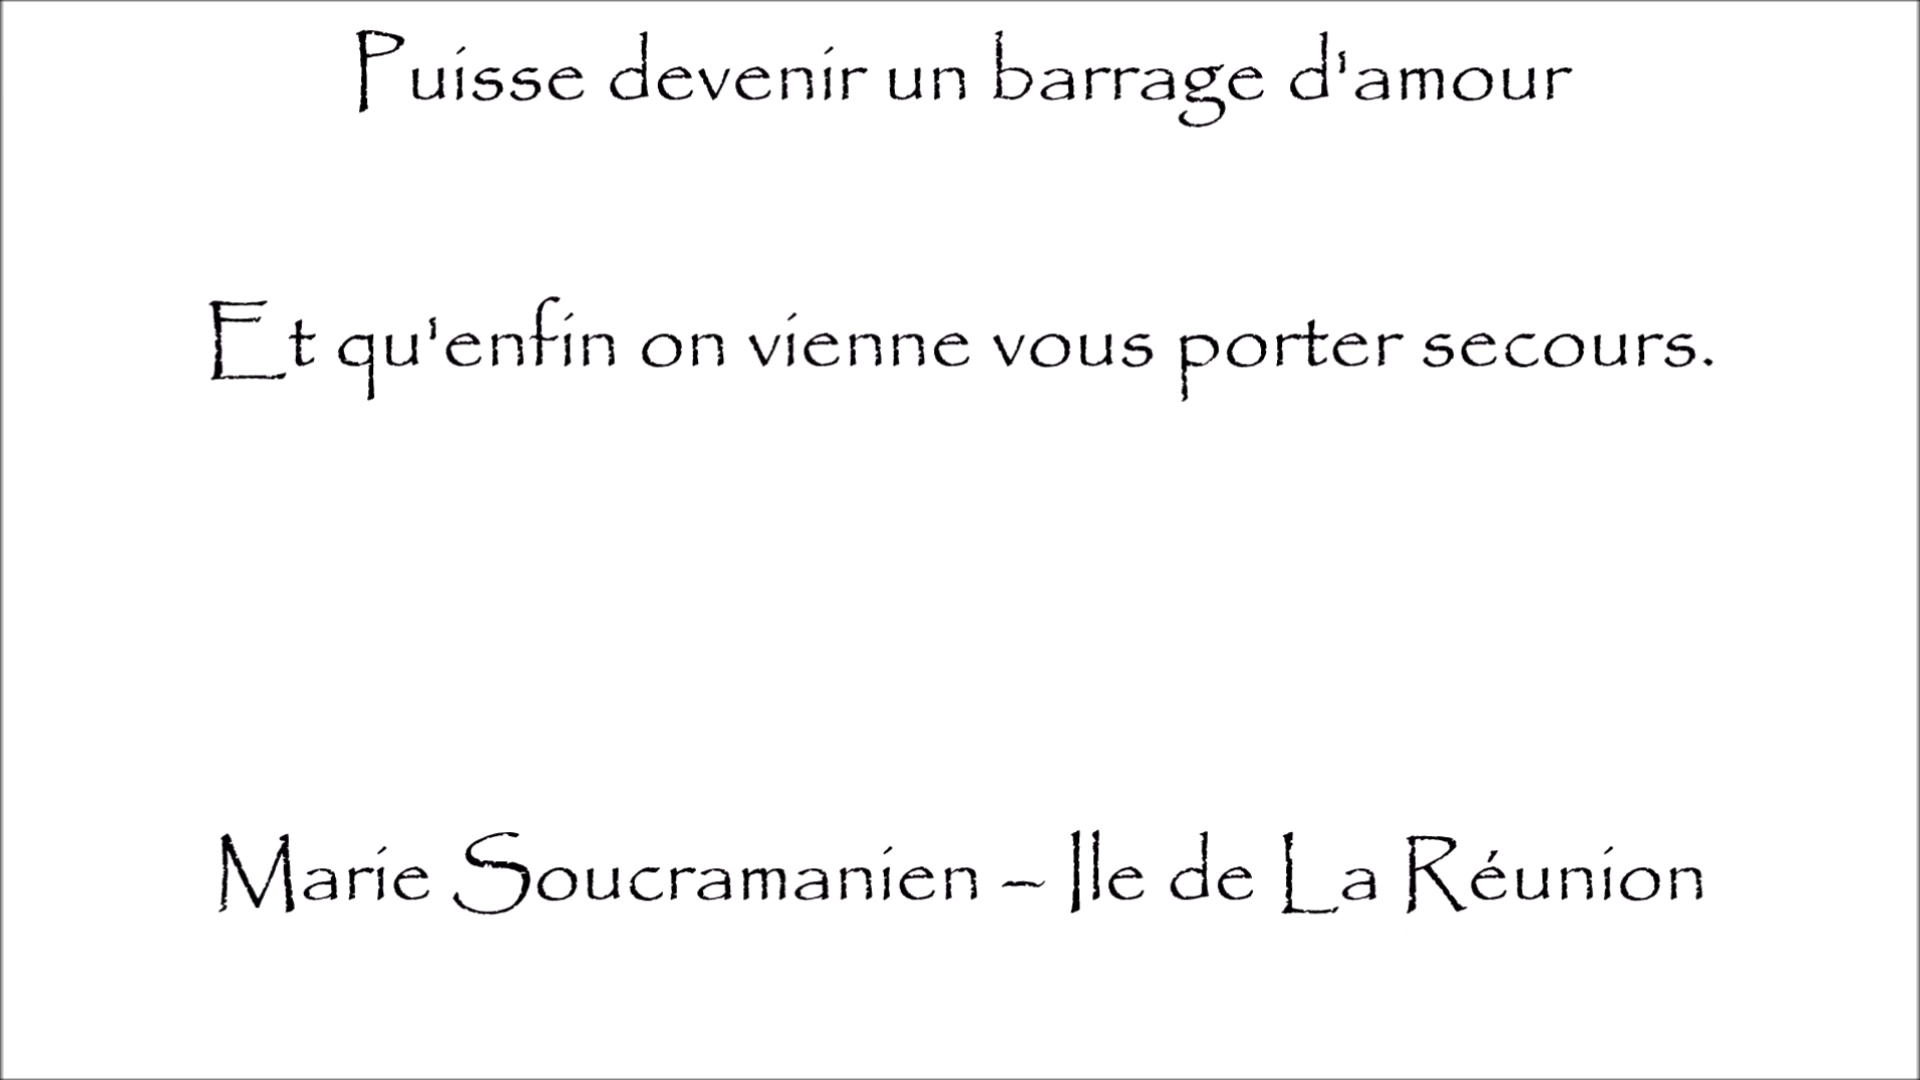 Puisse devenir un barrage d'amour
Et qu'enfin on vienne vous porter secours.
Marie Soucramanien – Ile de La Réunion